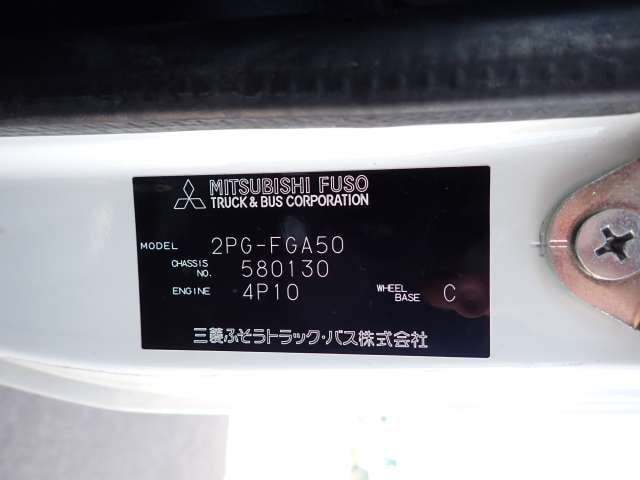 MITSUBISHI FUSO
TRUCK & BUS CORPORATION
MODEL 2PG-FGA50
CHASSIS NO. 580130
ENGINE 4P10 WHEEL BASE C
三菱ふそうトラック・バス株式会社